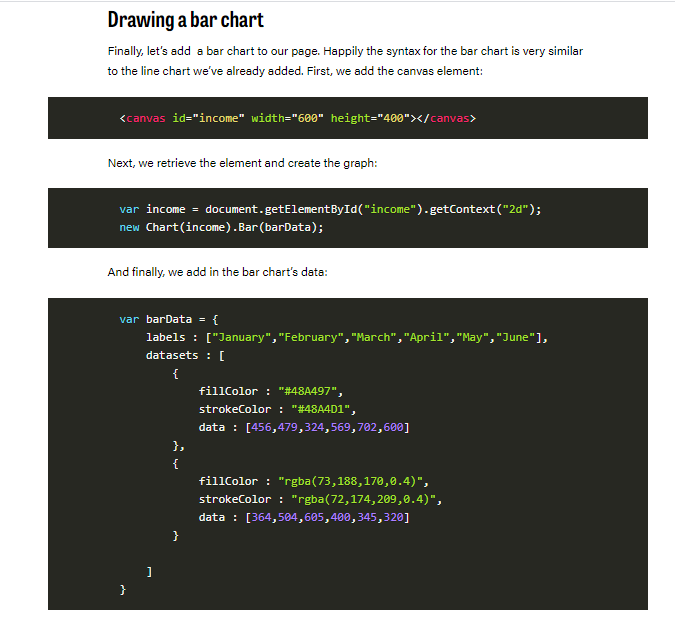 Drawing a bar chart
Finally, let's add  a bar chart to our page. Happily the syntax for the bar chart is very similar
to the line chart we've already added. First, we add the canvas element:
<canvas id="income" width="600" height="400"></canvas>
Next, we retrieve the element and create the graph:
var income = document.getElementById("income").getContext("2d");
new Chart(income).Bar(barData);
And finally, we add in the bar chart's data:
var barData = {
    labels : ["January","February","March","April","May","June"],
    datasets : [
        {
            fillColor : "#48A497",
            strokeColor : "#48A4D1",
            data : [456,479,324,569,702,600]
        },
        {
            fillColor : "rgba(73,188,170,0.4)",
            strokeColor : "rgba(72,174,209,0.4)",
            data : [364,504,605,400,345,320]
        }
    ]
}